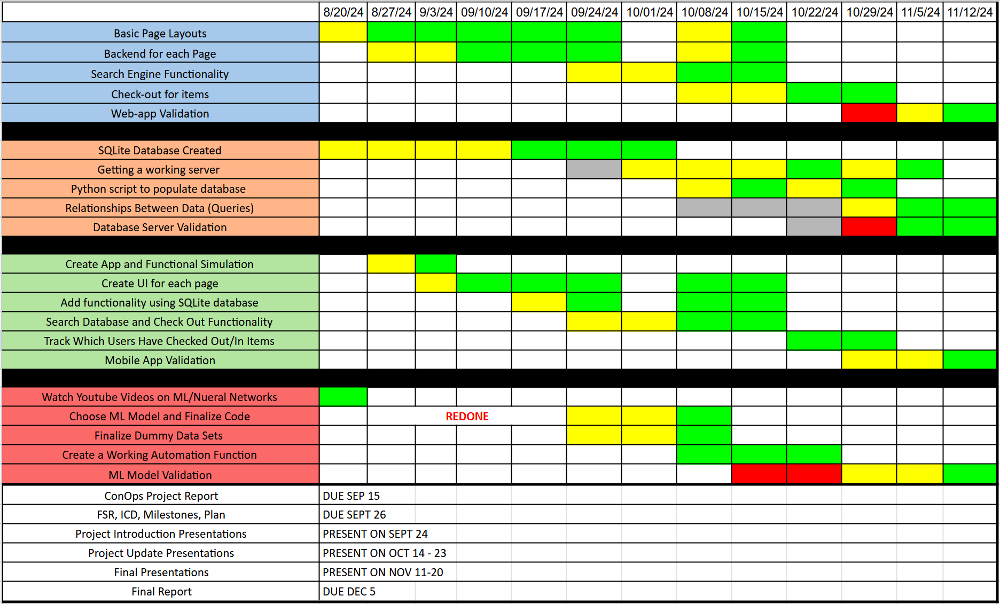 8/20/24 8/27/24 9/3/24 09/10/24 09/17/24 09/24/24 10/01/24 10/08/24 10/15/24 10/22/24 10/29/24 11/5/24 11/12/24
Basic Page Layouts
Backend for each Page
Search Engine Functionality
Check-out for items
Web-app Validation
SQLite Database Created
Getting a working server
Python script to populate database
Relationships Between Data (Queries)
Database Server Validation
Create App and Functional Simulation
Create UI for each page
Add functionality using SQLite database
Search Database and Check Out Functionality
Track Which Users Have Checked Out/In Items
Mobile App Validation
Watch Youtube Videos on ML/Nueral Networks
Choose ML Model and Finalize Code REDONE
Finalize Dummy Data Sets
Create a Working Automation Function
ML Model Validation
ConOps Project Report DUE SEP 15
FSR, ICD, Milestones, Plan DUE SEPT 26
Project Introduction Presentations PRESENT ON SEPT 24
Project Update Presentations PRESENT ON OCT 14 - 23
Final Presentations PRESENT ON NOV 11-20
Final Report DUE DEC 5